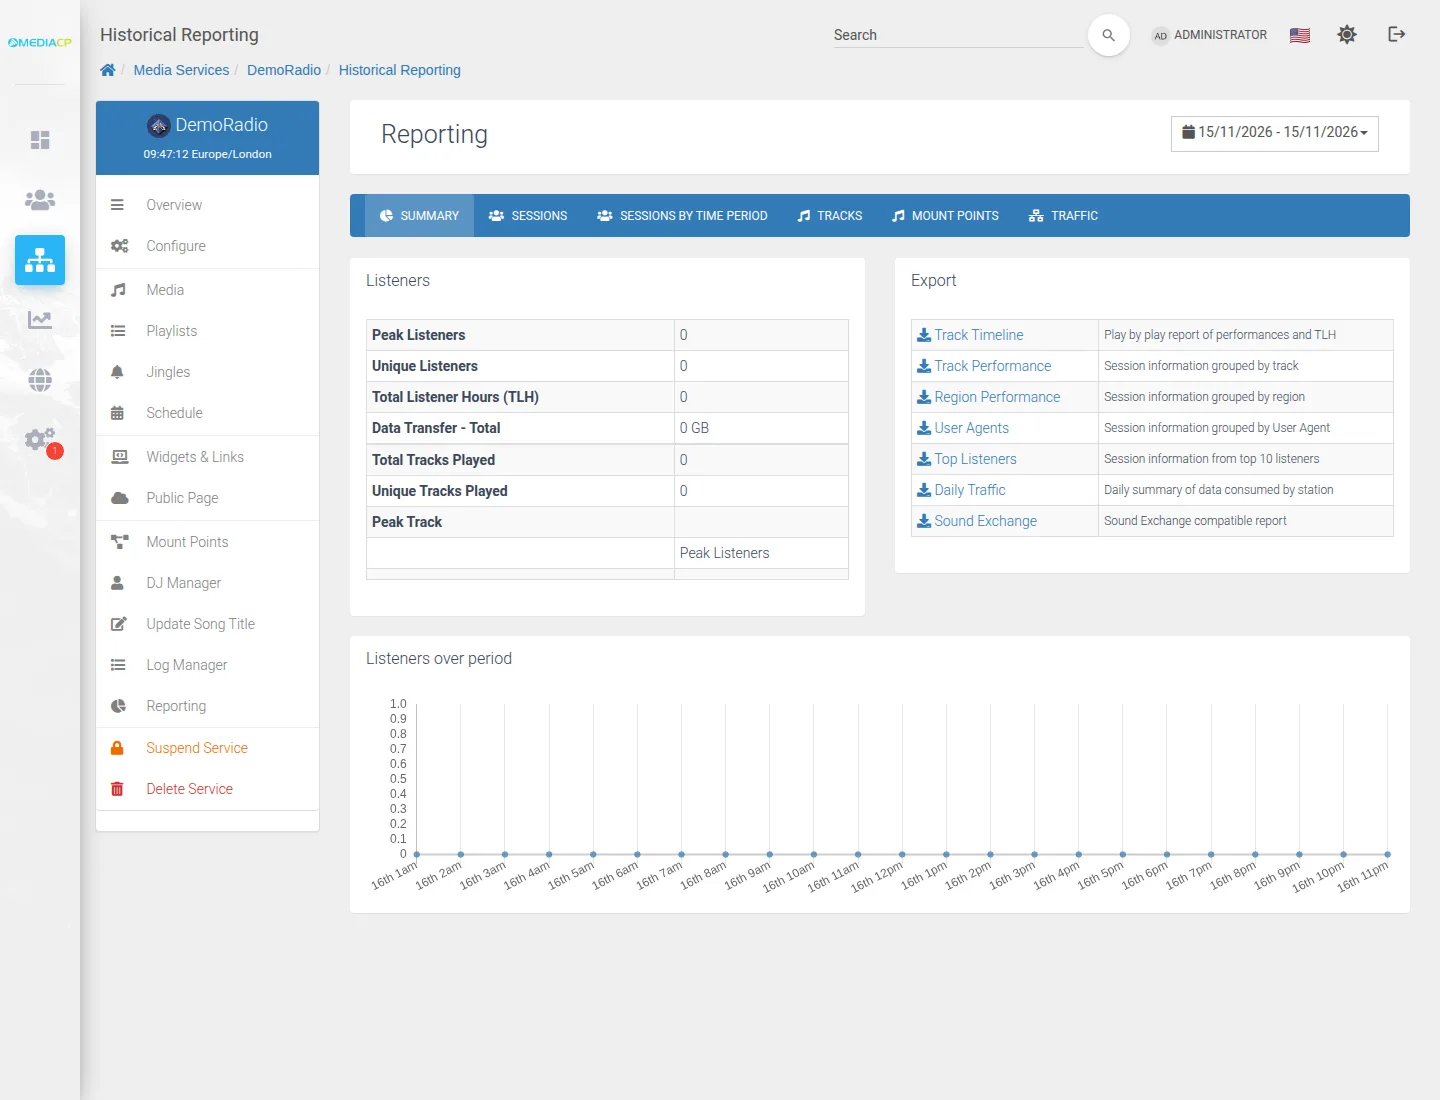 MEDIACP
Historical Reporting
Search
AD ADMINISTRATOR
/ Media Services / DemoRadio / Historical Reporting
DemoRadio
09:47:12 Europe/London
Overview
Configure
Media
Playlists
Jingles
Schedule
Widgets & Links
Public Page
Mount Points
DJ Manager
Update Song Title
Log Manager
Reporting
Suspend Service
Delete Service
1
Reporting
15/11/2026 - 15/11/2026
SUMMARY SESSIONS SESSIONS BY TIME PERIOD TRACKS MOUNT POINTS TRAFFIC
Listeners
Peak Listeners 0
Unique Listeners 0
Total Listener Hours (TLH) 0
Data Transfer - Total 0 GB
Total Tracks Played 0
Unique Tracks Played 0
Peak Track
Peak Listeners
Export
Track Timeline Play by play report of performances and TLH
Track Performance Session information grouped by track
Region Performance Session information grouped by region
User Agents Session information grouped by User Agent
Top Listeners Session information from top 10 listeners
Daily Traffic Daily summary of data consumed by station
Sound Exchange Sound Exchange compatible report
Listeners over period
1.0
0.9
0.8
0.7
0.6
0.5
0.4
0.3
0.2
0.1
0
16th 1am 16th 2am 16th 3am 16th 4am 16th 5am 16th 6am 16th 7am 16th 8am 16th 9am 16th 10am 16th 11am 16th 12pm 16th 1pm 16th 2pm 16th 3pm 16th 4pm 16th 5pm 16th 6pm 16th 7pm 16th 8pm 16th 9pm 16th 10pm 16th 11pm